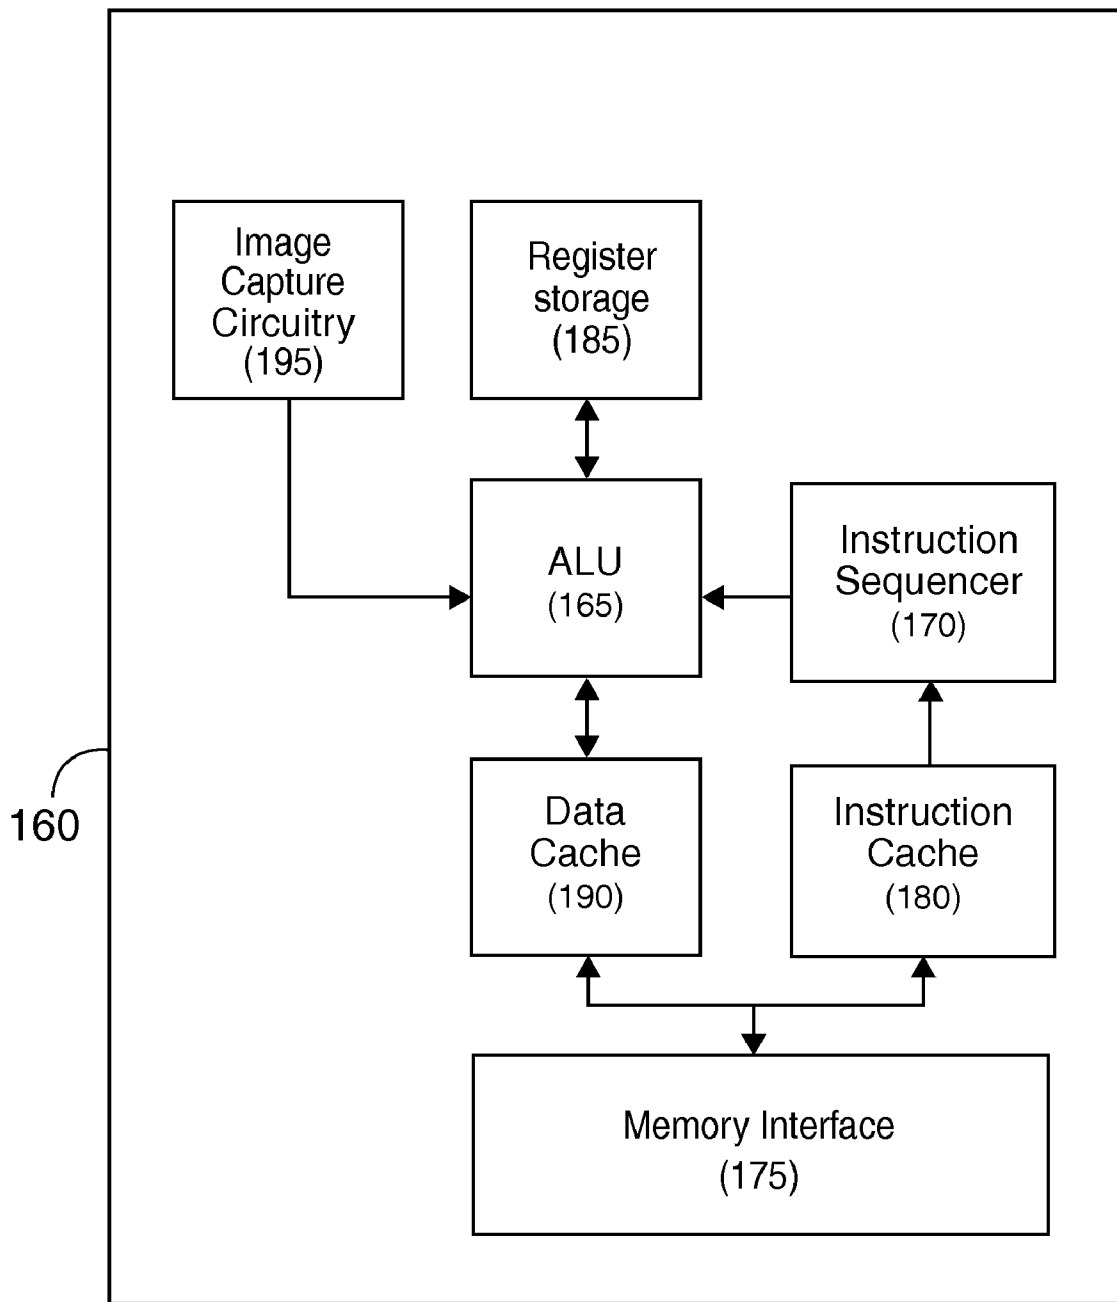 Image
Capture
Circuitry
(195)
Register
storage
(185)
ALU
(165)
Instruction
Sequencer
(170)
160
Data
Cache
(190)
Instruction
Cache
(180)
Memory Interface
(175)